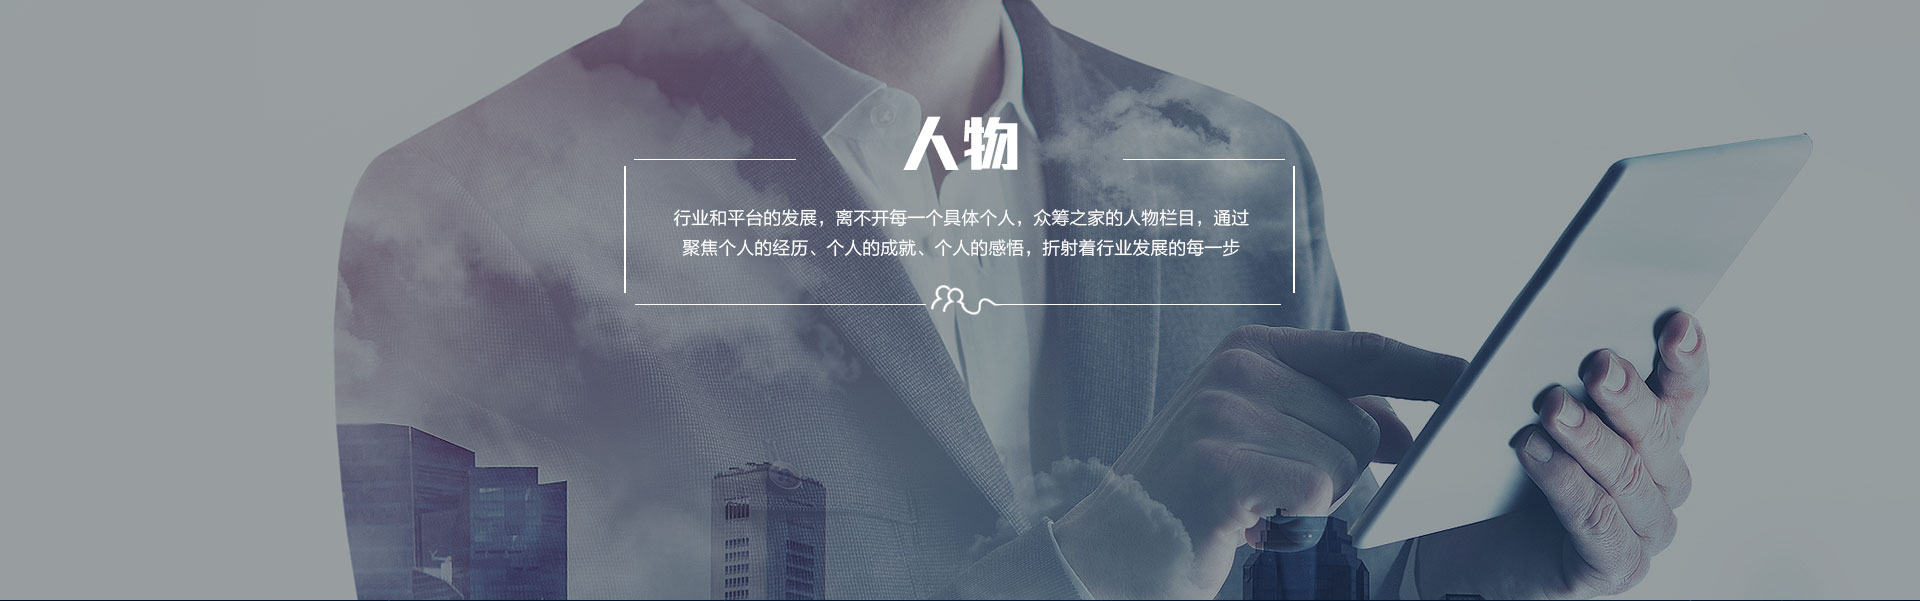 人物
行业和平台的发展，离不开每一个具体个人，众筹之家的人物栏目，通过
聚焦个人的经历、个人的成就、个人的感悟，折射着行业发展的每一步